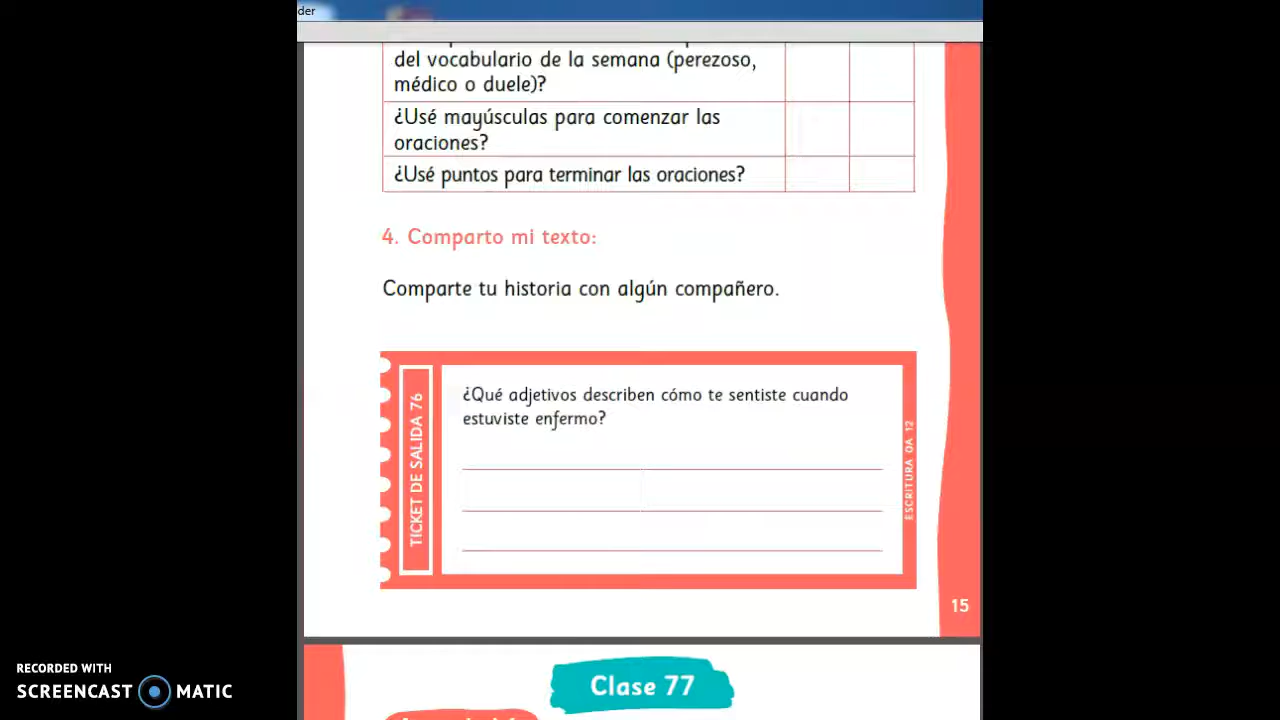 der
del vocabulario de la semana (perezoso,
médico o duele)?
¿Usé mayúsculas para comenzar las
oraciones?
¿Usé puntos para terminar las oraciones?
4. Comparto mi texto:
Comparte tu historia con algún compañero.
TICKET DE SALIDA 76
¿Qué adjetivos describen cómo te sentiste cuando
estuviste enfermo?
ESCRITURA OA 12
15
Clase 77
RECORDED WITH
SCREENCAST MATIC